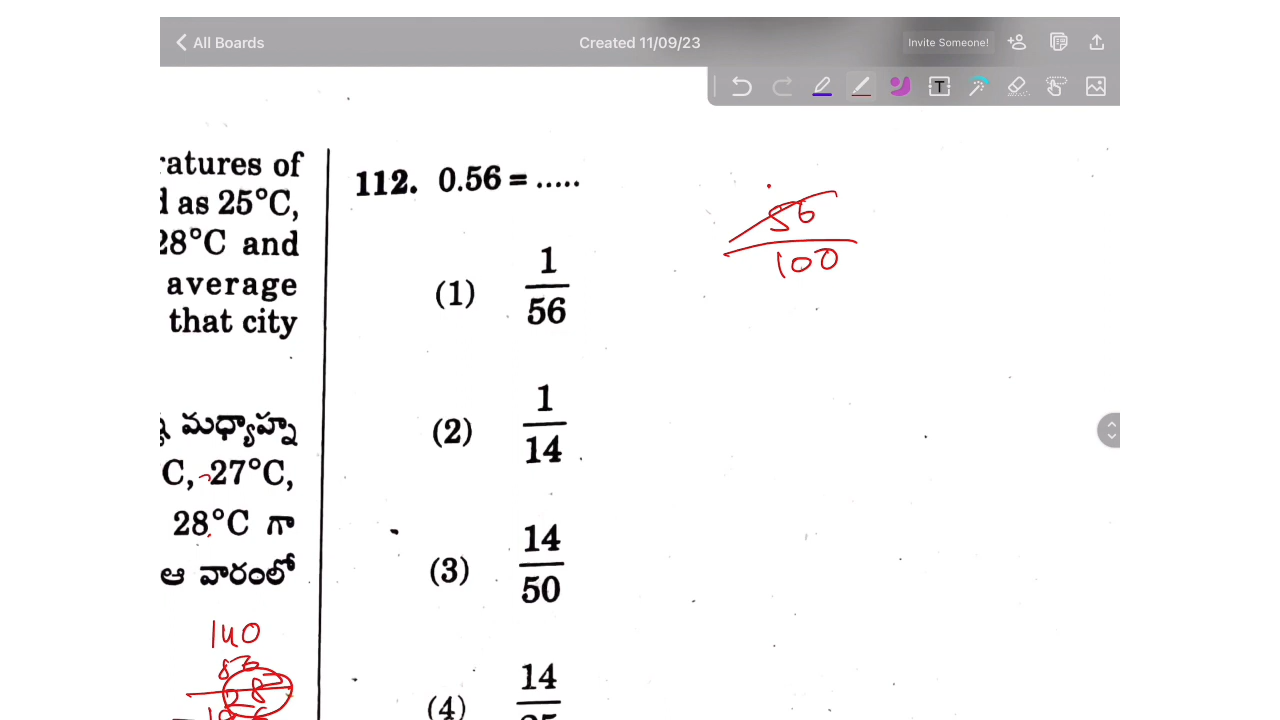 All Boards
Created 11/09/23
Invite Someone!
T
ratures of
d as 25°C,
28°C and
average
that city
మధ్యాహ్న
C, 27°C,
28°C గా
ఆ వారంలో
140
112. 0.56 = .....
(1) 1/56
(2) 1/14
(3) 14/50
(4) 14/25
56
100